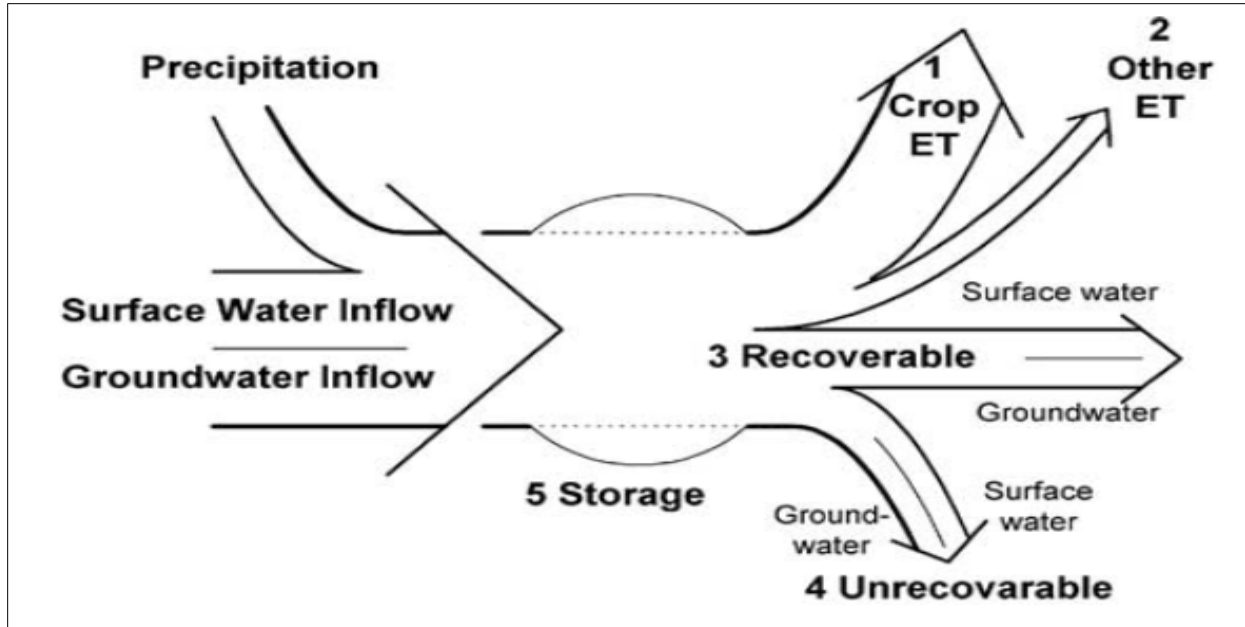 Precipitation
1
Crop
ET
2
Other
ET
Surface Water Inflow
Groundwater Inflow
Surface water
3 Recoverable
Groundwater
5 Storage
Ground-
water
Surface
water
4 Unrecovarable